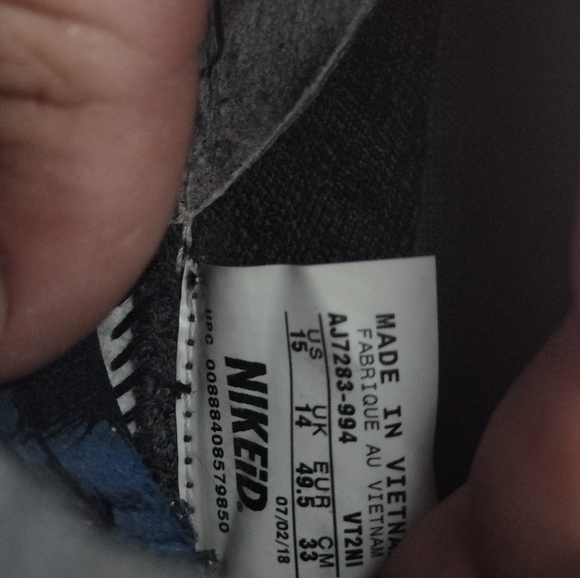 MADE IN VIETNA
FABRIQUE AU VIETNAM
AJ7283-994 VT2NI
US UK EUR CM
15 14 49.5 33
07/02/18
NIKEiD.
UPC 00888408579850